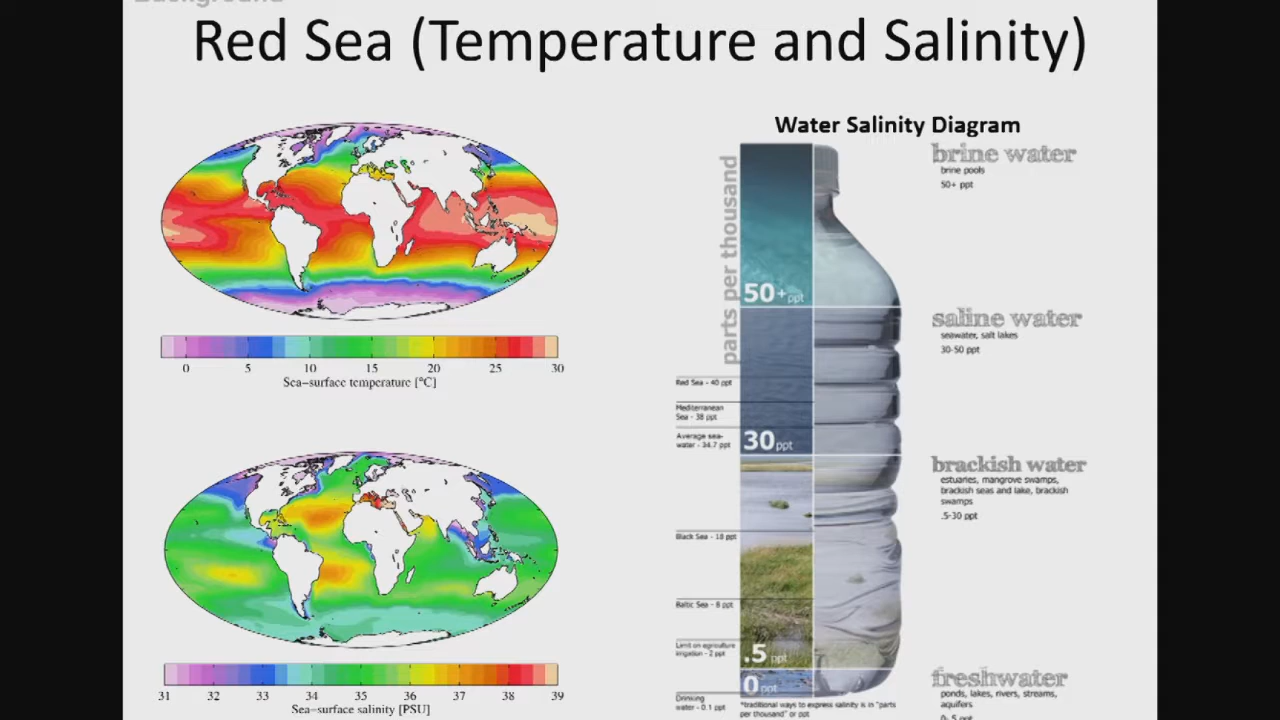 Background
Red Sea (Temperature and Salinity)
0 5 10 15 20 25 30
Sea-surface temperature [°C]
31 32 33 34 35 36 37 38 39
Sea-surface salinity [PSU]
Water Salinity Diagram
parts per thousand
50+ppt
30ppt
.5 ppt
0ppt
Red Sea - 40 ppt
Mediterranean
Sea - 38 ppt
Average sea-
water - 34.7 ppt
Black Sea - 18 ppt
Baltic Sea - 8 ppt
Limit on agriculture
irrigation - 2 ppt
Drinking
water - 0.1 ppt
*traditional ways to express salinity is in "parts
per thousand" or ppt
brine water
brine pools
50+ ppt
saline water
seawater, salt lakes
30-50 ppt
brackish water
estuaries, mangrove swamps,
brackish seas and lake, brackish
swamps
.5-30 ppt
freshwater
ponds, lakes, rivers, streams,
aquifers
0-.5 ppt